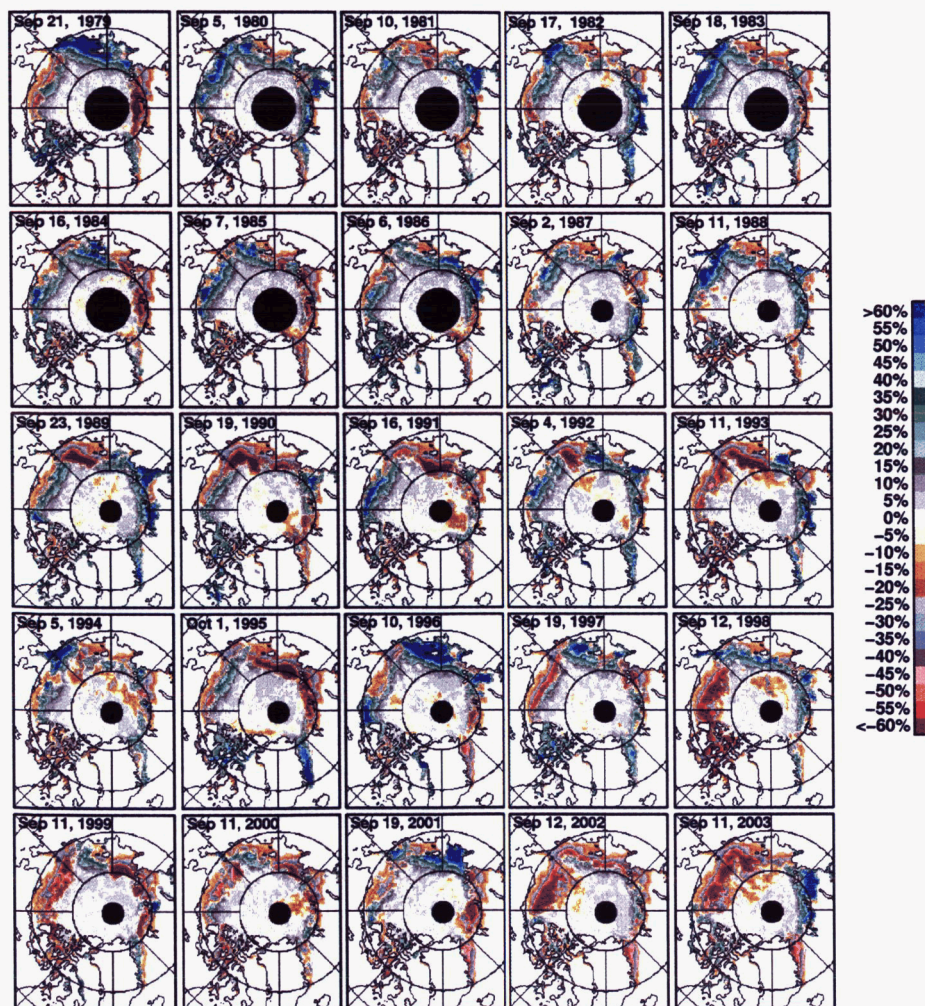 Sep 21, 1979
Sep 5, 1980
Sep 10, 1981
Sep 17, 1982
Sep 18, 1983
Sep 16, 1984
Sep 7, 1985
Sep 6, 1986
Sep 2, 1987
Sep 11, 1988
Sep 23, 1989
Sep 19, 1990
Sep 16, 1991
Sep 4, 1992
Sep 11, 1993
Sep 5, 1994
Oct 1, 1995
Sep 10, 1996
Sep 19, 1997
Sep 12, 1998
Sep 11, 1999
Sep 11, 2000
Sep 19, 2001
Sep 12, 2002
Sep 11, 2003
>60%
55%
50%
45%
40%
35%
30%
25%
20%
15%
10%
5%
0%
−5%
−10%
−15%
−20%
−25%
−30%
−35%
−40%
−45%
−50%
−55%
<−60%